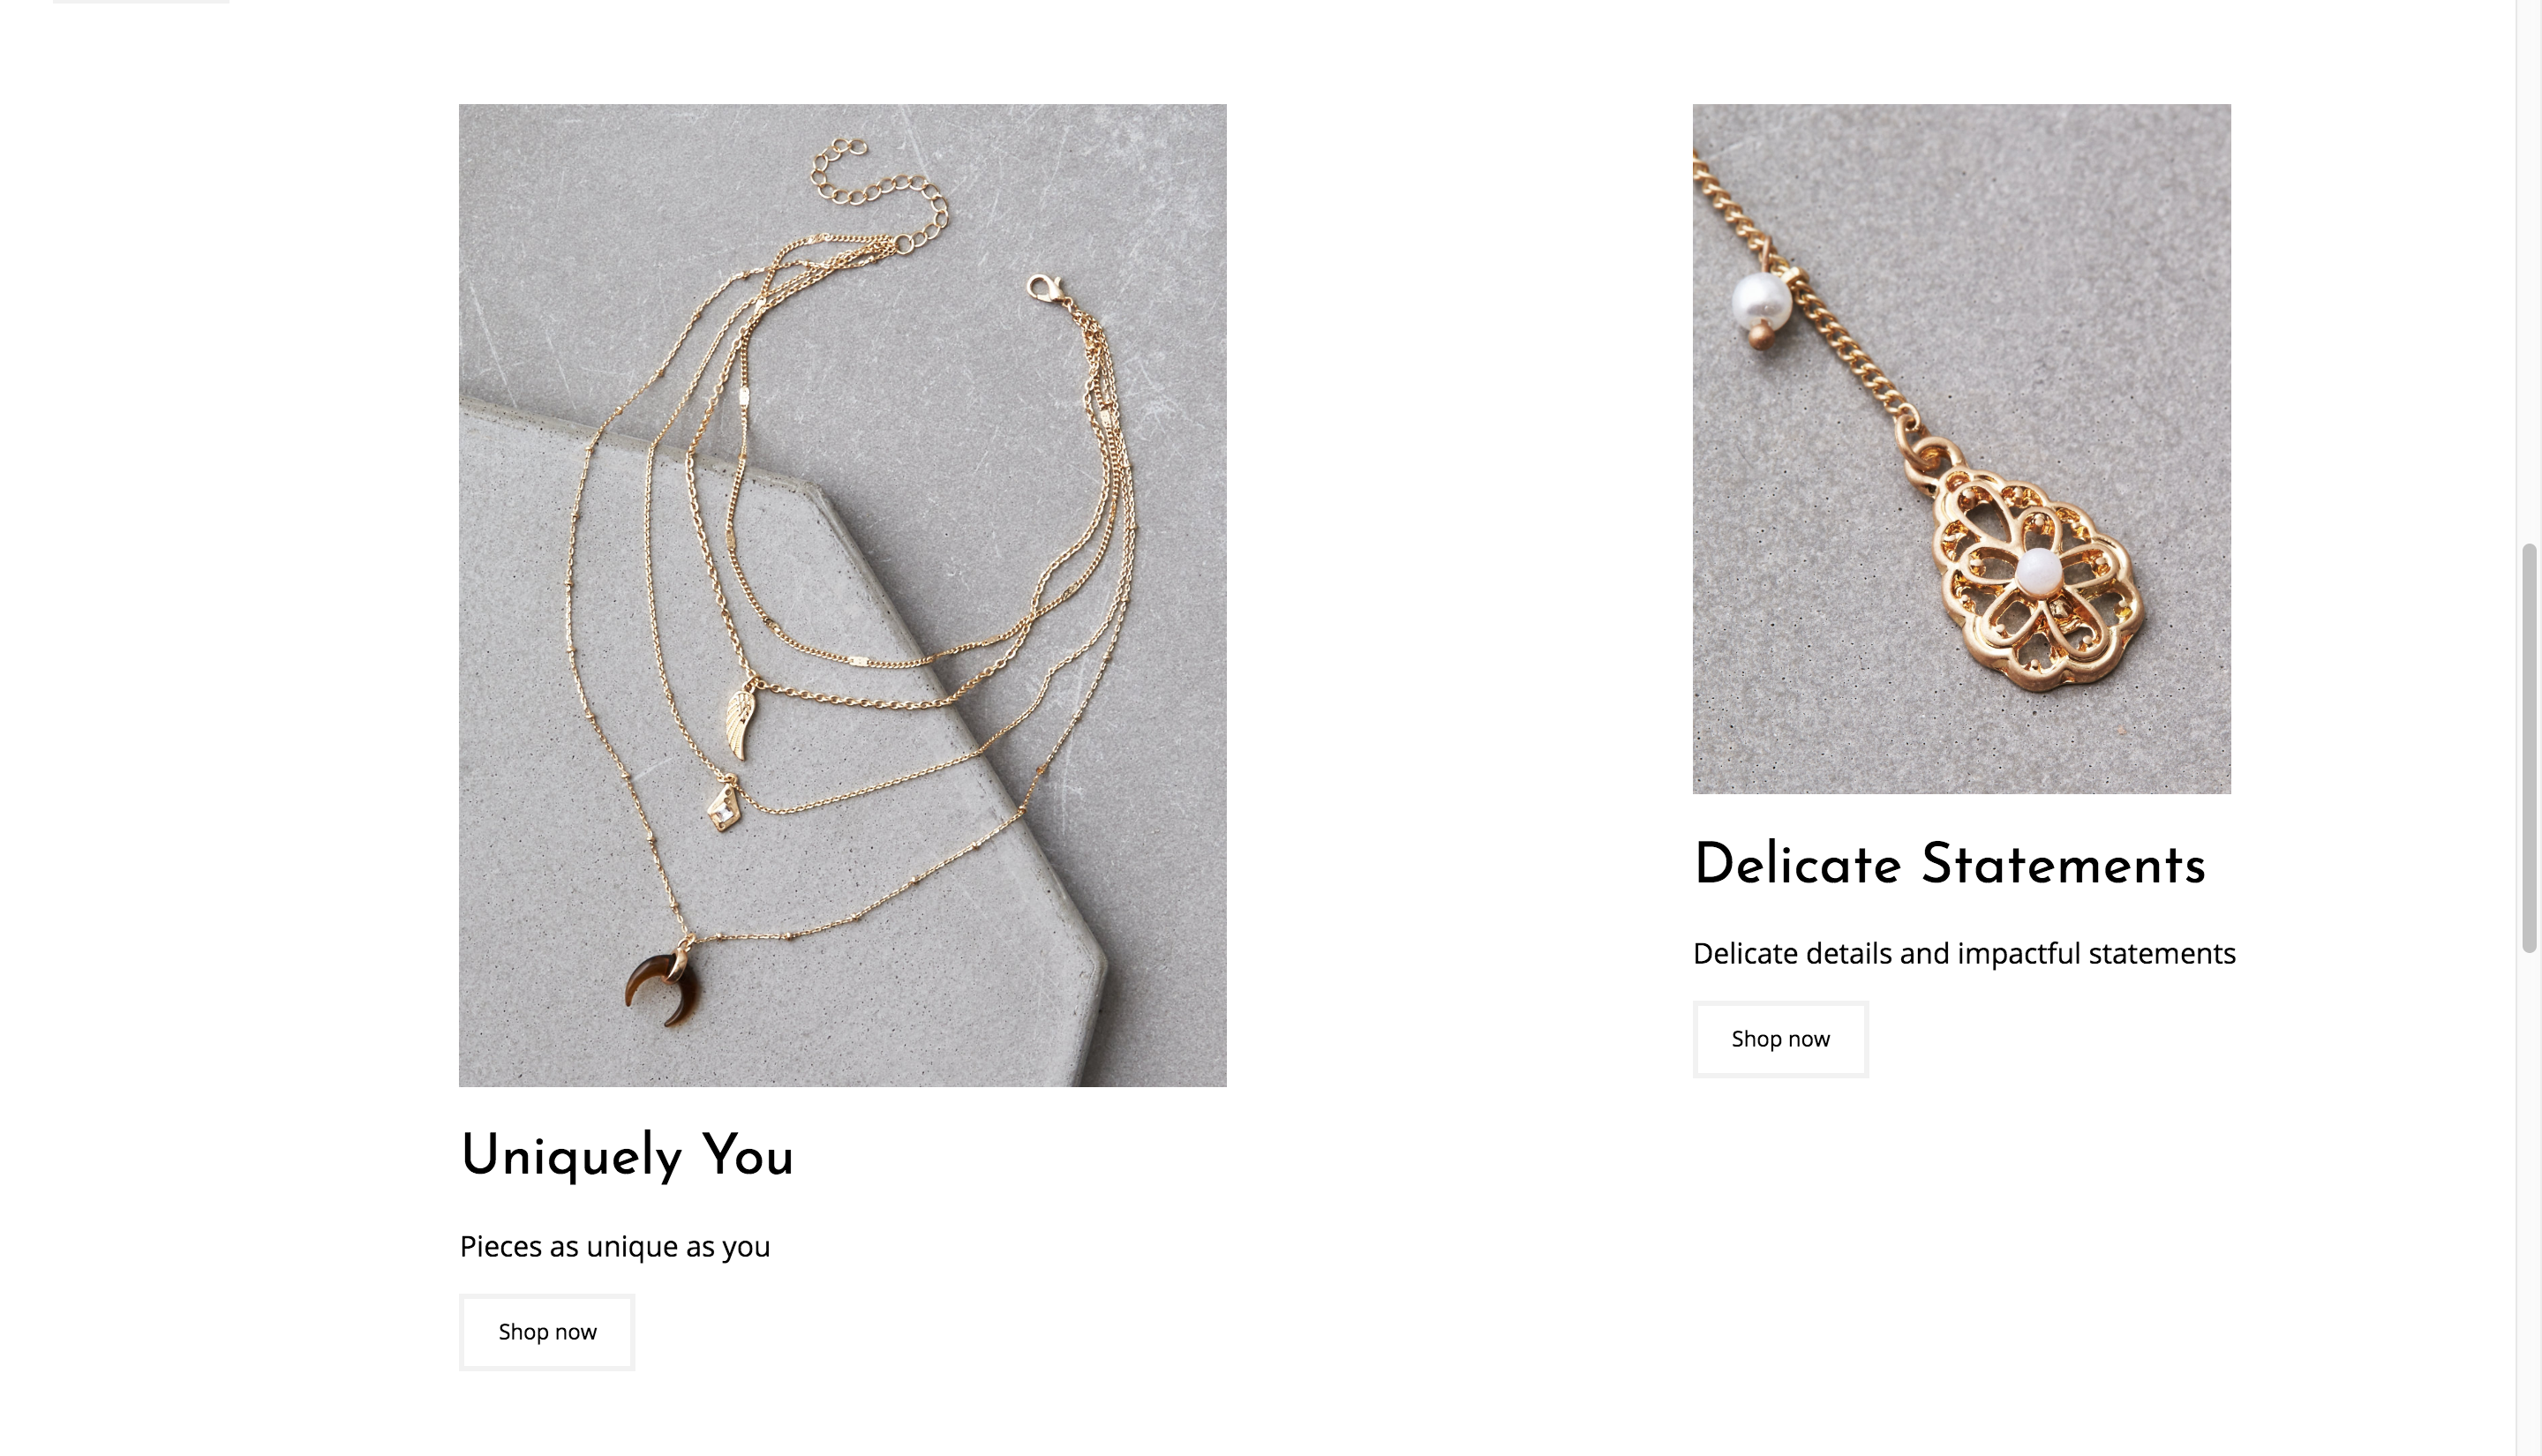 Uniquely You
Pieces as unique as you
Shop now
Delicate Statements
Delicate details and impactful statements
Shop now